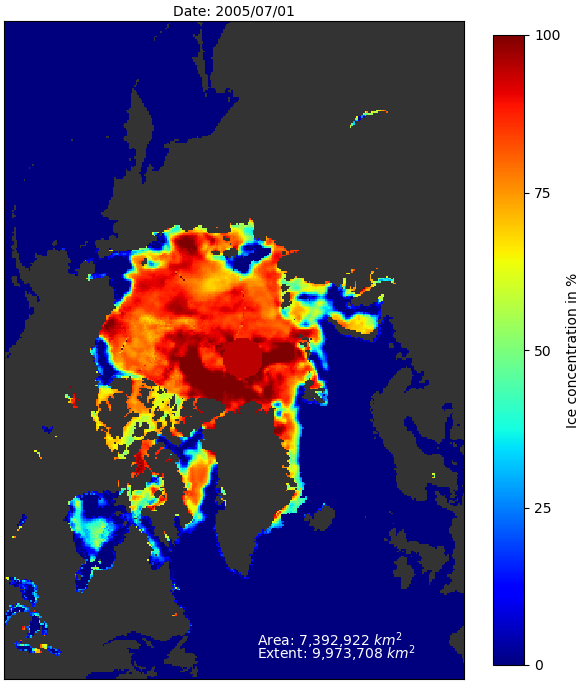 Date: 2005/07/01
100
75
50
25
0
Ice concentration in %
Area: 7,392,922 km²
Extent: 9,973,708 km²